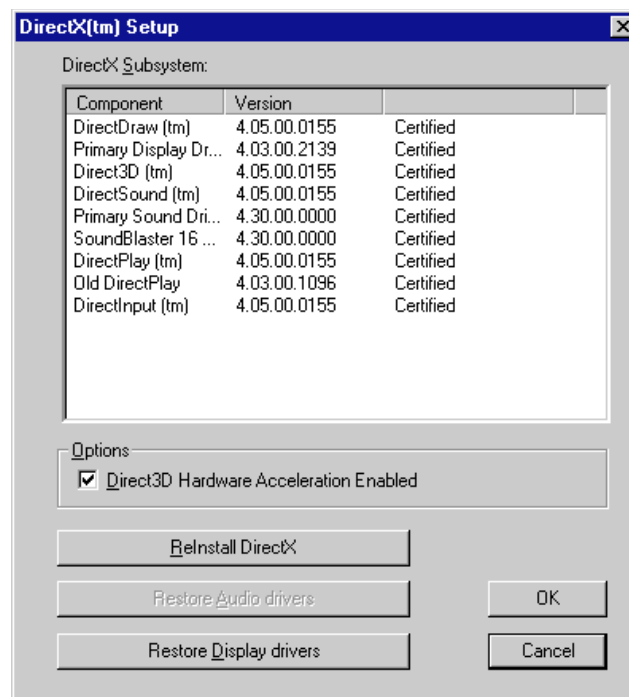 DirectX(tm) Setup
DirectX Subsystem:
Component Version
DirectDraw (tm) 4.05.00.0155 Certified
Primary Display Dr... 4.03.00.2139 Certified
Direct3D (tm) 4.05.00.0155 Certified
DirectSound (tm) 4.05.00.0155 Certified
Primary Sound Dri... 4.30.00.0000 Certified
SoundBlaster 16 ... 4.30.00.0000 Certified
DirectPlay (tm) 4.05.00.0155 Certified
Old DirectPlay 4.03.00.1096 Certified
DirectInput (tm) 4.05.00.0155 Certified
Options
Direct3D Hardware Acceleration Enabled
ReInstall DirectX
Restore Audio drivers OK
Restore Display drivers Cancel